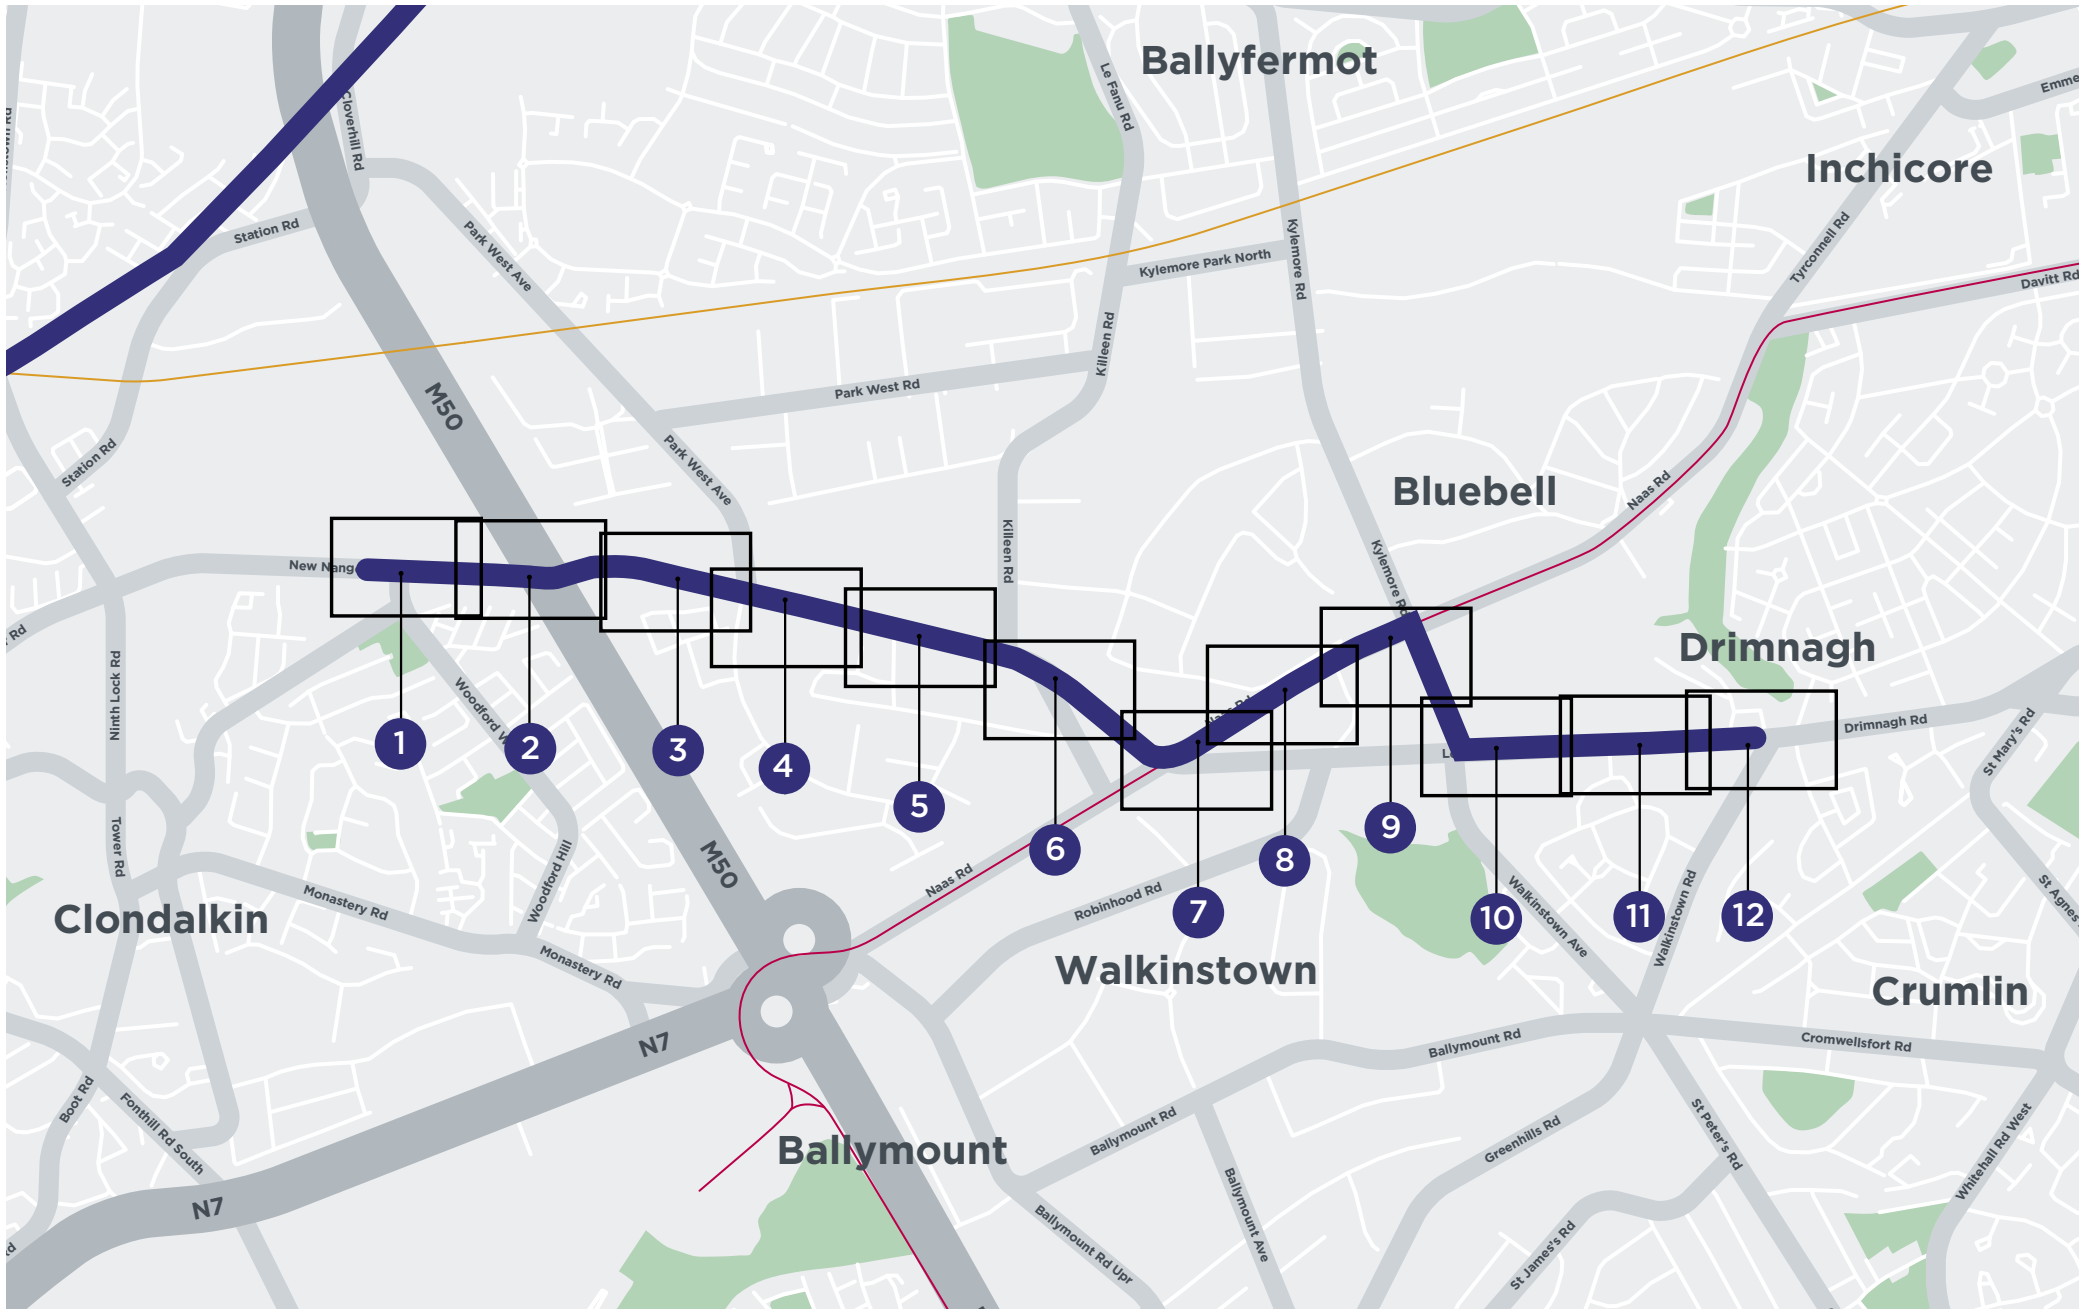 Ballyfermot
Le Fanu Rd
Cloverhill Rd
Emme
Inchicore
Station Rd
Park West Ave
Kylemore Park North
Kylemore Rd
Tyrconnell Rd
Davitt Rd
Killeen Rd
Park West Rd
M50
Station Rd
Park West Ave
Bluebell
Naas Rd
Killeen Rd
Kylemore Rd
New Nang
Rd
Ninth Lock Rd
Woodford W
Naas Rd
Drimnagh
Drimnagh Rd
St Mary's Rd
1
2
3
4
5
6
7
8
9
10
11
12
Tower Rd
M50
Woodford Hill
Monastery Rd
Naas Rd
Robinhood Rd
Walkinstown Ave
Walkinstown Rd
St Agnes
Clondalkin
Monastery Rd
Walkinstown
Crumlin
N7
Ballymount Rd
Cromwellsfort Rd
Boot Rd
Fonthill Rd South
Ballymount
Ballymount Rd
Greenhills Rd
St Peter's Rd
Whitehall Rd West
N7
Ballymount Rd Upr
Ballymount Ave
St James's Rd